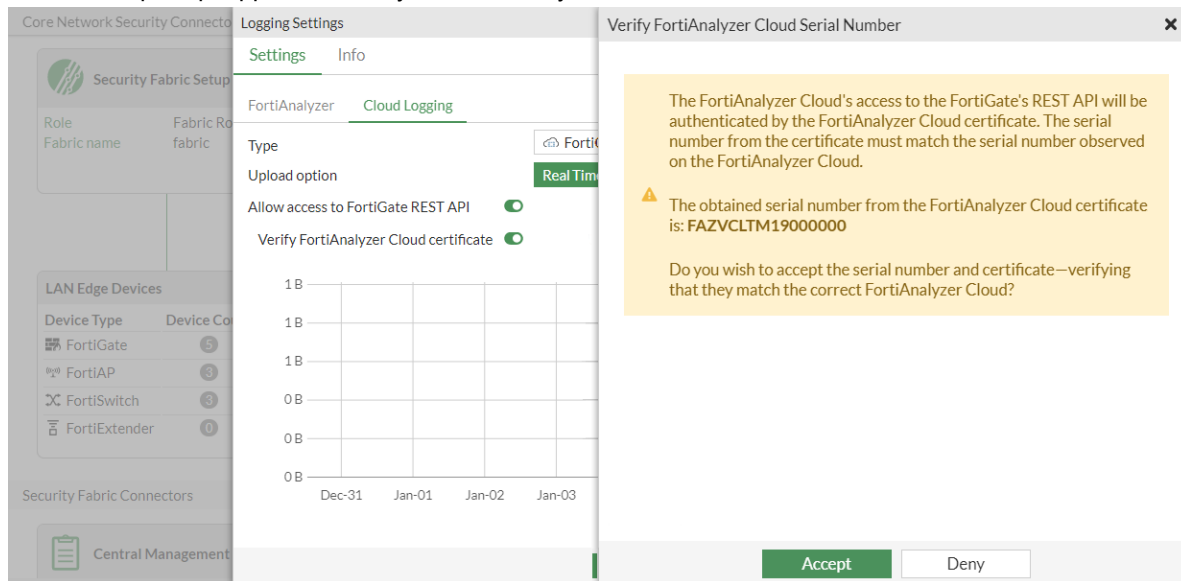 Core Network Security Connecto
Security Fabric Setup
Role Fabric Ro
Fabric name fabric
LAN Edge Devices
Device Type Device Co
FortiGate 5
FortiAP 3
FortiSwitch 3
FortiExtender 0
Security Fabric Connectors
Central Management
Logging Settings
Settings Info
FortiAnalyzer Cloud Logging
Type
Upload option Real Tim
Allow access to FortiGate REST API
Verify FortiAnalyzer Cloud certificate
1 B
1 B
1 B
0 B
0 B
0 B
Dec-31 Jan-01 Jan-02 Jan-03
Verify FortiAnalyzer Cloud Serial Number
The FortiAnalyzer Cloud's access to the FortiGate's REST API will be
authenticated by the FortiAnalyzer Cloud certificate. The serial
number from the certificate must match the serial number observed
on the FortiAnalyzer Cloud.
The obtained serial number from the FortiAnalyzer Cloud certificate
is: FAZVCLTM19000000
Do you wish to accept the serial number and certificate—verifying
that they match the correct FortiAnalyzer Cloud?
Accept Deny